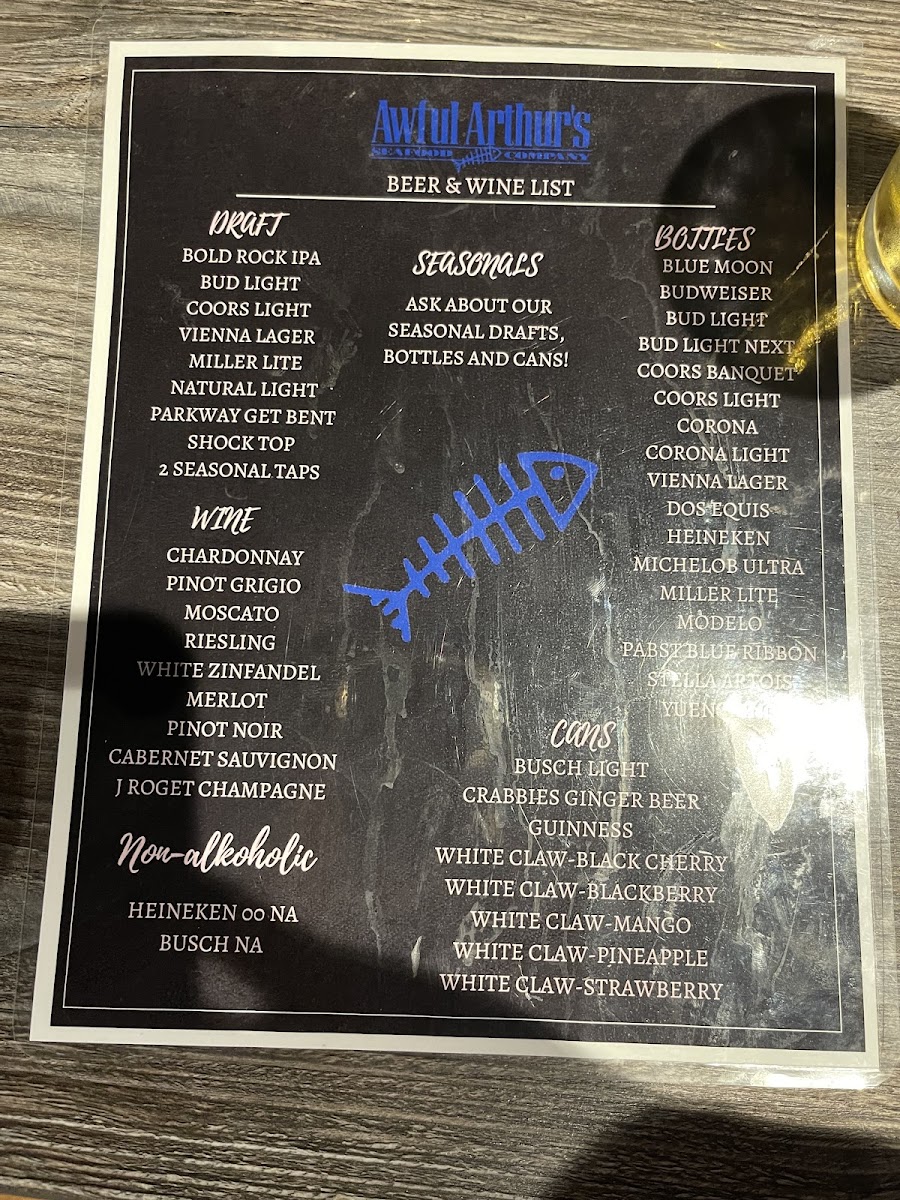 Awful Arthur's
SEAFOOD COMPANY
BEER & WINE LIST
DRAFT
BOLD ROCK IPA
BUD LIGHT
COORS LIGHT
VIENNA LAGER
MILLER LITE
NATURAL LIGHT
PARKWAY GET BENT
SHOCK TOP
2 SEASONAL TAPS
WINE
CHARDONNAY
PINOT GRIGIO
MOSCATO
RIESLING
WHITE ZINFANDEL
MERLOT
PINOT NOIR
CABERNET SAUVIGNON
J ROGET CHAMPAGNE
Non-alkoholic
HEINEKEN 00 NA
BUSCH NA
SEASONALS
ASK ABOUT OUR
SEASONAL DRAFTS,
BOTTLES AND CANS!
BOTTLES
BLUE MOON
BUDWEISER
BUD LIGHT
BUD LIGHT NEXT
COORS BANQUET
COORS LIGHT
CORONA
CORONA LIGHT
VIENNA LAGER
DOS EQUIS
HEINEKEN
MICHELOB ULTRA
MILLER LITE
MODELO
PABST BLUE RIBBON
STELLA ARTOIS
CANS
BUSCH LIGHT
CRABBIES GINGER BEER
GUINNESS
WHITE CLAW-BLACK CHERRY
WHITE CLAW-BLACKBERRY
WHITE CLAW-MANGO
WHITE CLAW-PINEAPPLE
WHITE CLAW-STRAWBERRY